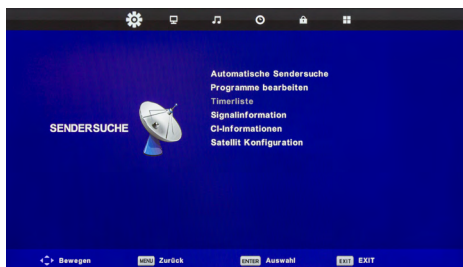 Automatische Sendersuche
Programme bearbeiten
Timerliste
Signalinformation
SENDERSUCHE
CI-Informationen
Satellit Konfiguration
Bewegen MENU Zurück ENTER Auswahl EXIT EXIT